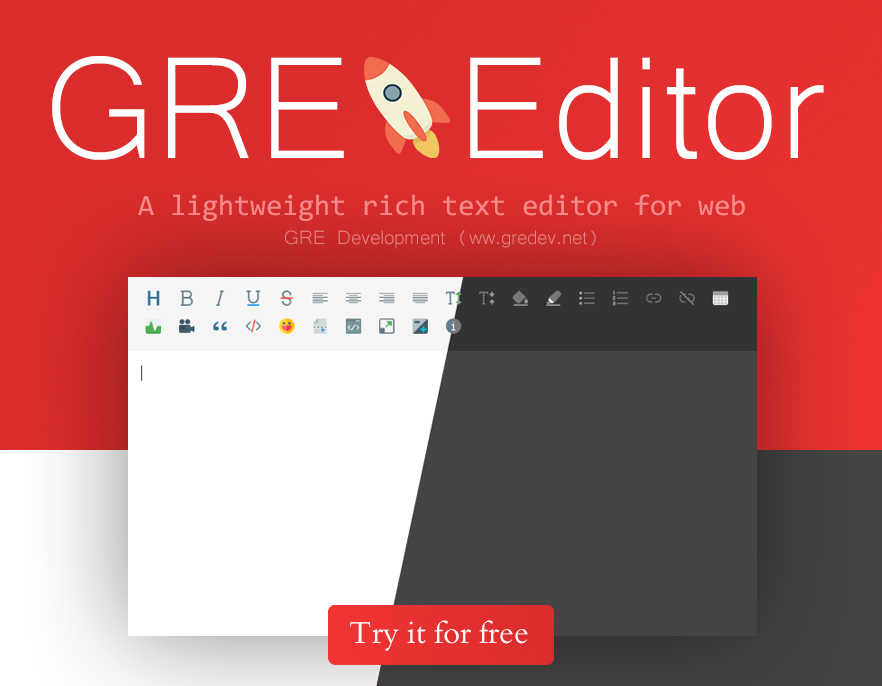 GRE Editor
A lightweight rich text editor for web
GRE Development (ww.gredev.net)
H B I U S T T
Try it for free